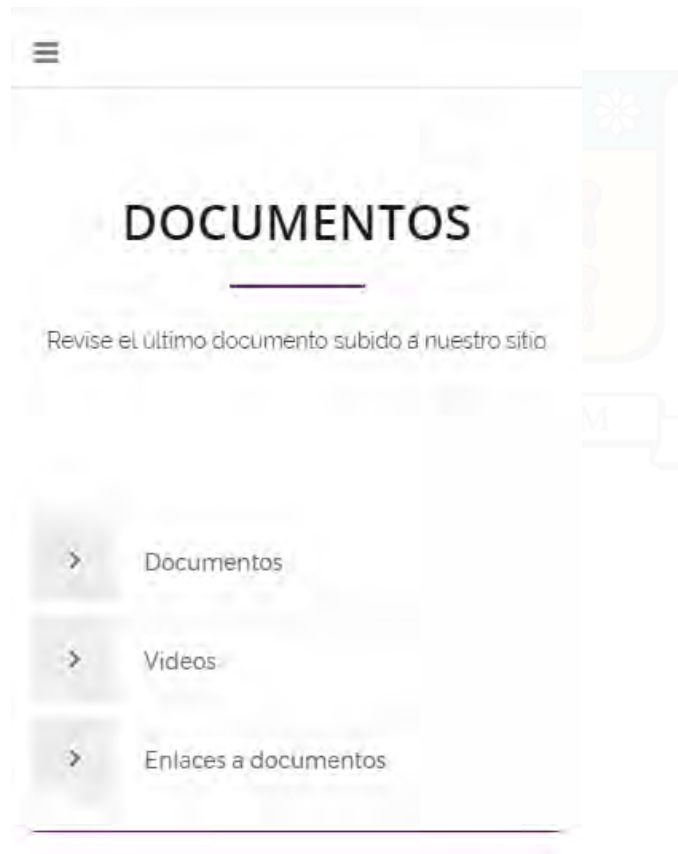 DOCUMENTOS
Revise el último documento subido a nuestro sitio
M
Documentos
Videos
Enlaces a documentos